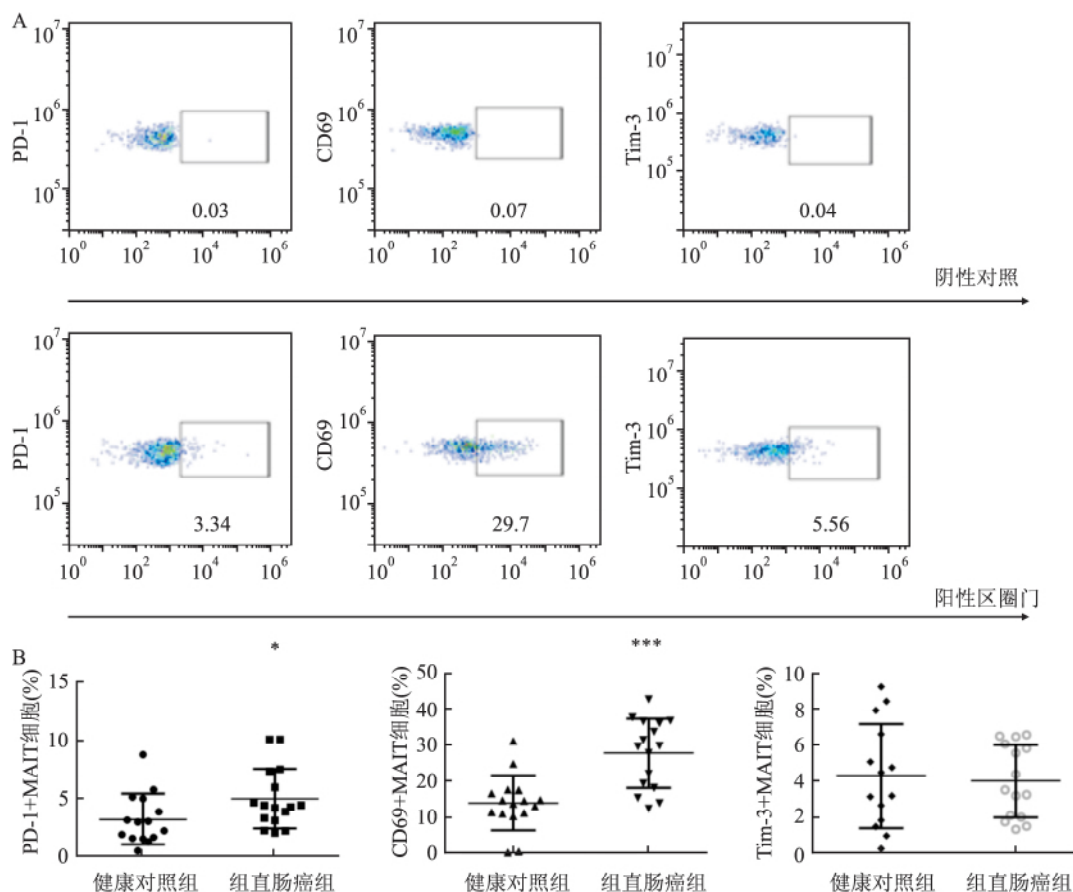 A
10⁷ 10⁷ 10⁷
10⁶ 10⁶ 10⁶
10⁵ 10⁵ 10⁵
PD-1 CD69 Tim-3
0.03 0.07 0.04
10⁰ 10² 10⁴ 10⁶ 10⁰ 10² 10⁴ 10⁶ 10⁰ 10² 10⁴ 10⁶
阴性对照
10⁷ 10⁷ 10⁷
10⁶ 10⁶ 10⁶
10⁵ 10⁵ 10⁵
PD-1 CD69 Tim-3
3.34 29.7 5.56
10⁰ 10² 10⁴ 10⁶ 10⁰ 10² 10⁴ 10⁶ 10⁰ 10² 10⁴ 10⁶
阳性区圈门
B
PD-1+MAIT细胞(%)
15
10
5
0
*
健康对照组 组直肠癌组
CD69+MAIT细胞(%)
50
40
30
20
10
0
***
健康对照组 组直肠癌组
Tim-3+MAIT细胞(%)
10
8
6
4
2
0
健康对照组 组直肠癌组